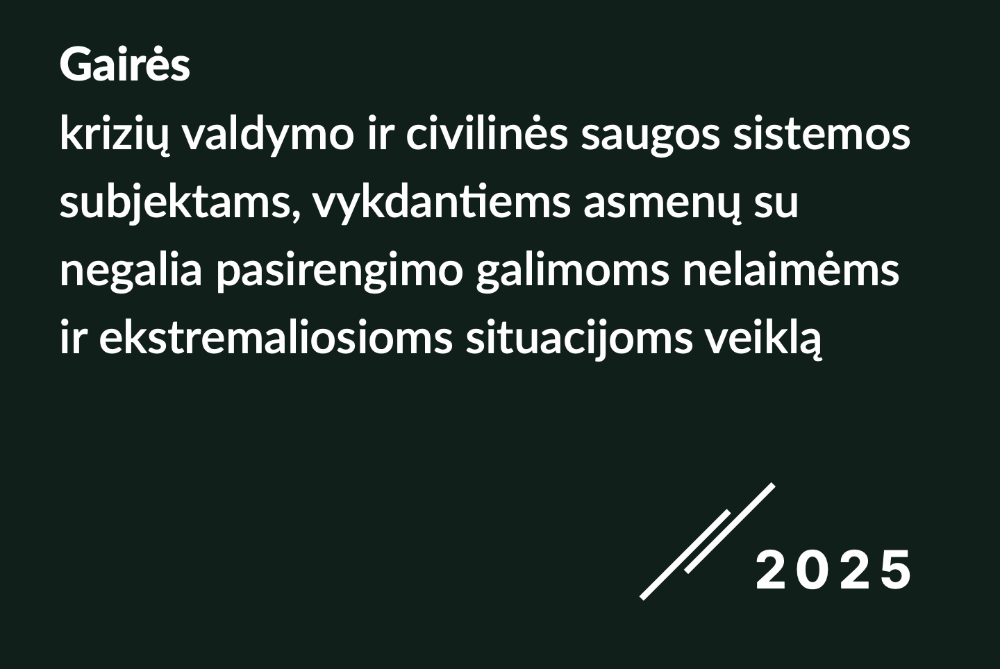 Gairės
krizių valdymo ir civilinės saugos sistemos
subjektams, vykdantiems asmenų su
negalia pasirengimo galimoms nelaimėms
ir ekstremaliosioms situacijoms veiklą
2025